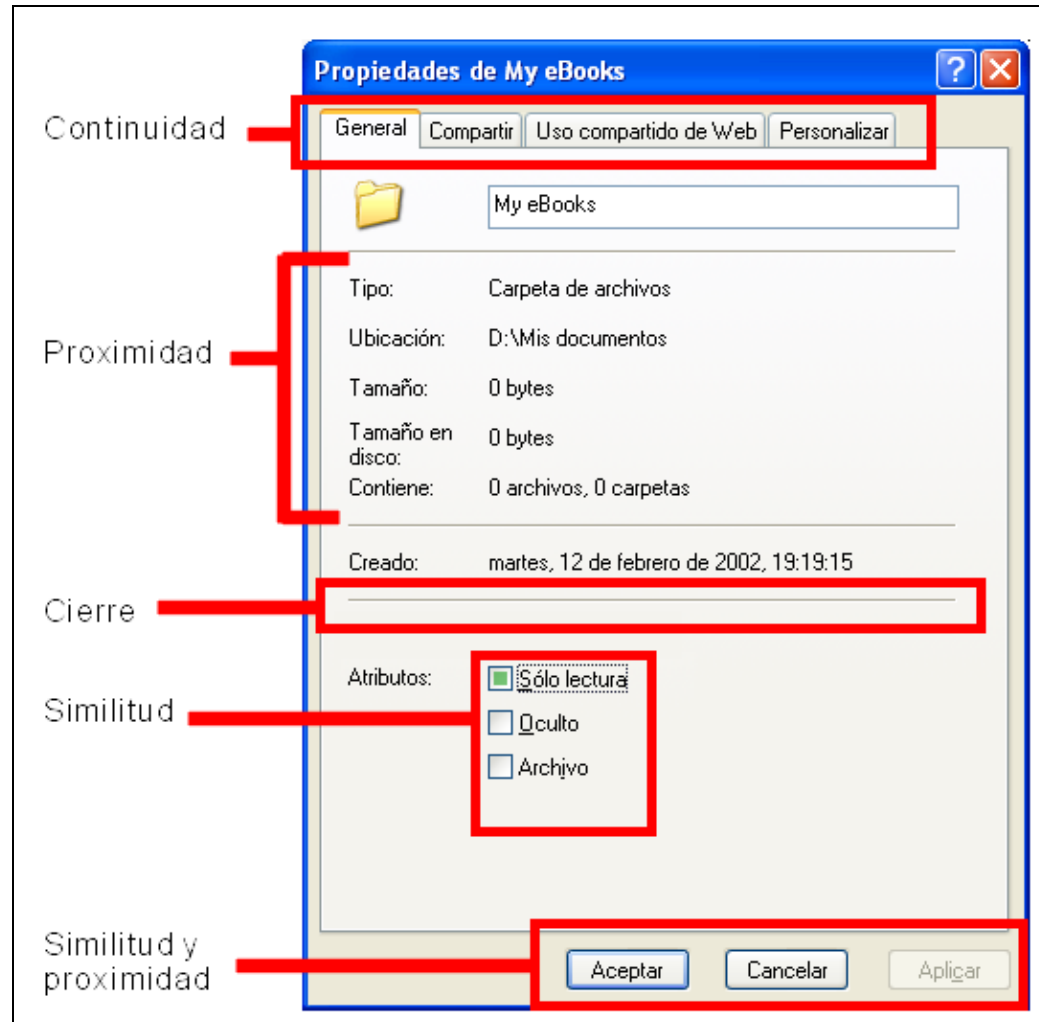 Propiedades de My eBooks
Continuidad
General Compartir Uso compartido de Web Personalizar
My eBooks
Proximidad
Tipo: Carpeta de archivos
Ubicación: D:\Mis documentos
Tamaño: 0 bytes
Tamaño en
disco: 0 bytes
Contiene: 0 archivos, 0 carpetas
Creado: martes, 12 de febrero de 2002, 19:19:15
Cierre
Similitud
Atributos: Sólo lectura
Oculto
Archivo
Similitud y
proximidad
Aceptar Cancelar Aplicar